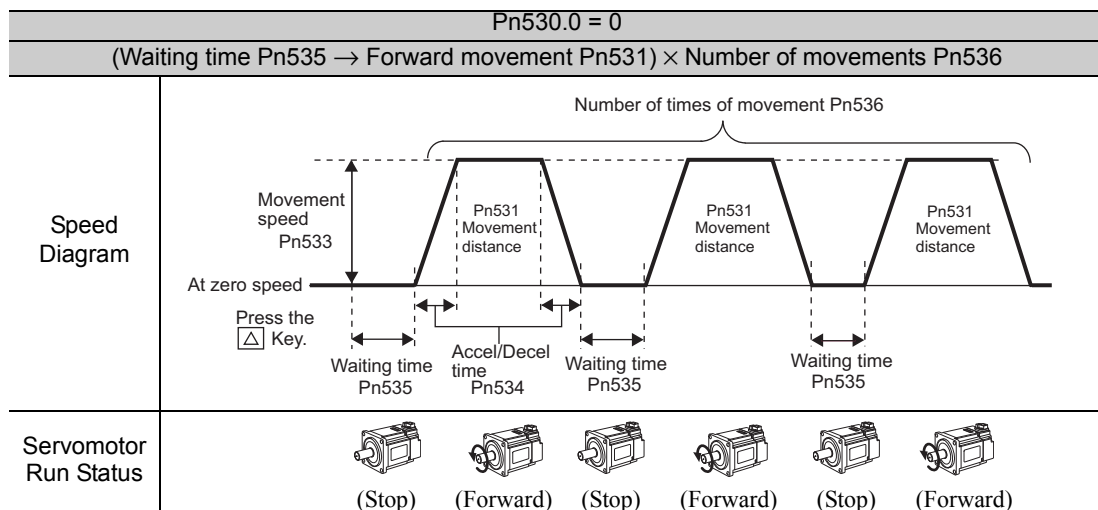 Pn530.0 = 0
(Waiting time Pn535 → Forward movement Pn531) × Number of movements Pn536
Speed
Diagram
Number of times of movement Pn536
Movement
speed
Pn533
Pn531
Movement
distance
Pn531
Movement
distance
Pn531
Movement
distance
At zero speed
Press the
△ Key.
Waiting time
Pn535
Accel/Decel
time
Pn534
Waiting time
Pn535
Waiting time
Pn535
Servomotor
Run Status
(Stop) (Forward) (Stop) (Forward) (Stop) (Forward)